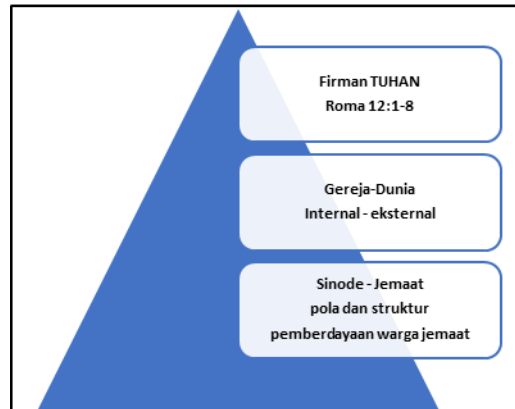 Firman TUHAN
Roma 12:1-8
Gereja-Dunia
Internal - eksternal
Sinode - Jemaat
pola dan struktur
pemberdayaan warga jemaat